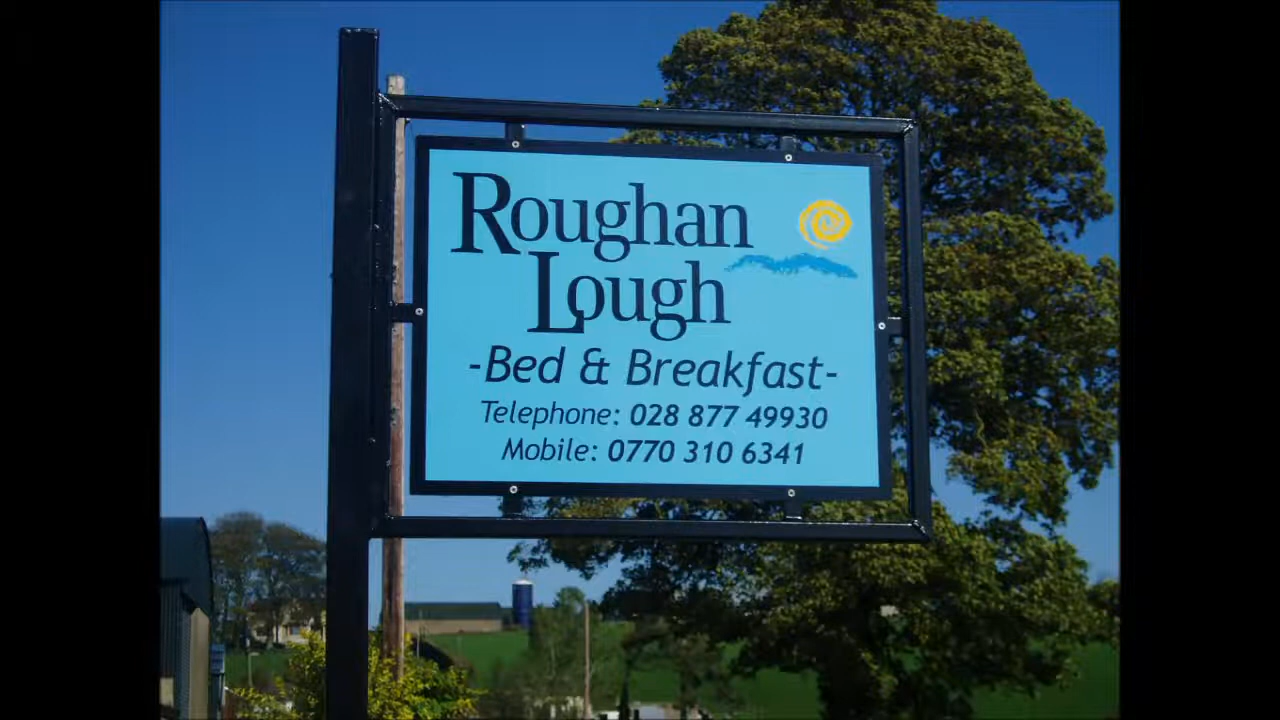 Roughan
Lough
-Bed & Breakfast-
Telephone: 028 877 49930
Mobile: 0770 310 6341